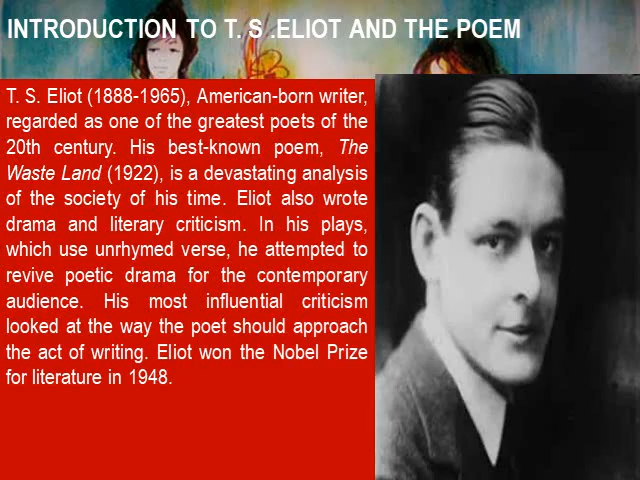 INTRODUCTION TO T. S .ELIOT AND THE POEM
T. S. Eliot (1888-1965), American-born writer,
regarded as one of the greatest poets of the
20th century. His best-known poem, The
Waste Land (1922), is a devastating analysis
of the society of his time. Eliot also wrote
drama and literary criticism. In his plays,
which use unrhymed verse, he attempted to
revive poetic drama for the contemporary
audience. His most influential criticism
looked at the way the poet should approach
the act of writing. Eliot won the Nobel Prize
for literature in 1948.